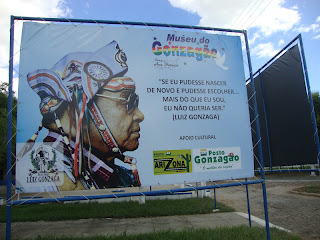 Museu do
Gonzagão
"SE EU PUDESSE NASCER
DE NOVO E PUDESSE ESCOLHER...
MAIS DO QUE EU SOU,
EU NÃO QUERIA SER."
(LUIZ GONZAGA)
APOIO CULTURAL
ARIZONA
Posto
Gonzagão
LUIZ GONZAGA